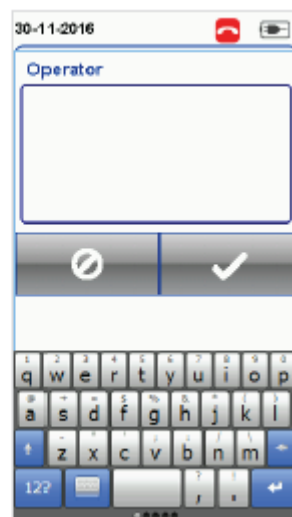 30-11-2016
Operator
1 2 3 4 5 6 7 8 9 0
q w e r t y u i o p
a s d f g h j k l
z x c v b n m
12? , .